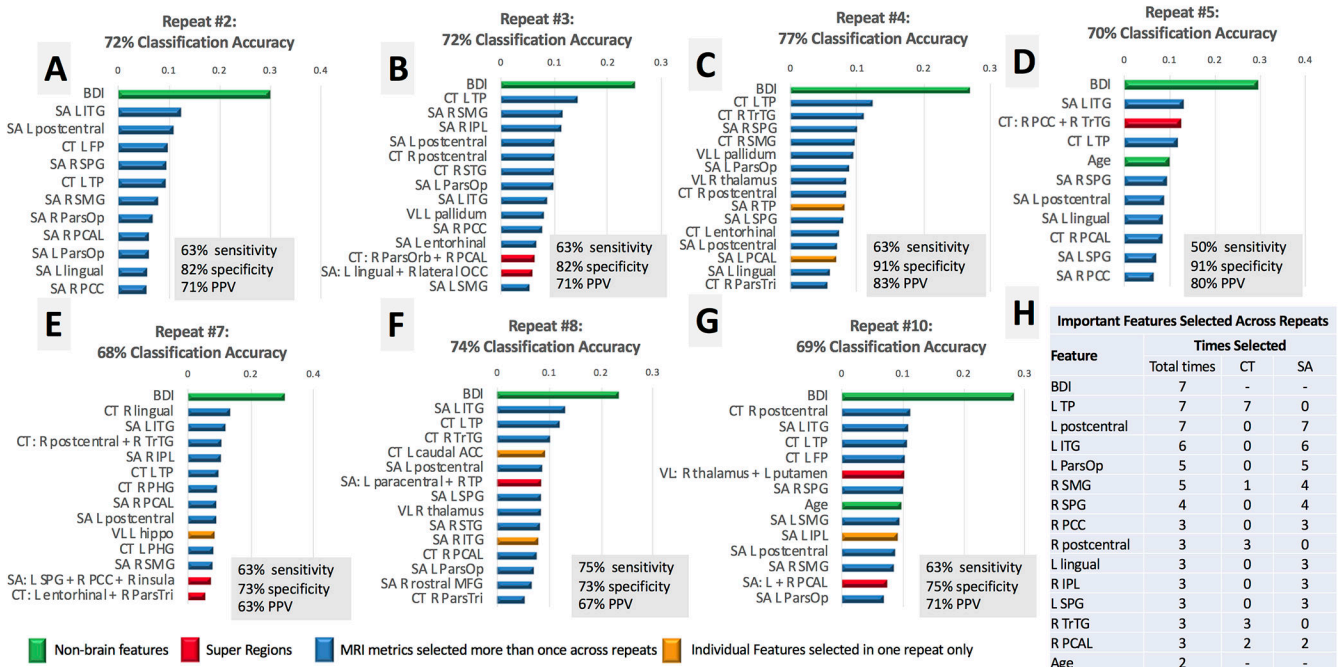 Repeat #2:
72% Classification Accuracy
A
0 0.1 0.2 0.3 0.4
BDI
SA L ITG
SA L postcentral
CT L FP
SA R SPG
CT L TP
SA R SMG
SA R ParsOp
SA R PCAL
SA L ParsOp
SA L lingual
SA R PCC
63% sensitivity
82% specificity
71% PPV
Repeat #3:
72% Classification Accuracy
B
0 0.1 0.2 0.3
BDI
CT L TP
SA R SMG
SA R IPL
SA L postcentral
CT R postcentral
CT R STG
SA L ParsOp
SA L ITG
VL L pallidum
SA R PCC
SA L entorhinal
CT: R ParsOrb + R PCAL
SA: L lingual + R lateral OCC
SA L SMG
63% sensitivity
82% specificity
71% PPV
Repeat #4:
77% Classification Accuracy
C
0 0.1 0.2 0.3
BDI
CT L TP
CT R TrTG
SA R SPG
CT R SMG
VL L pallidum
SA L ParsOp
VL R thalamus
CT R postcentral
SA R TP
SA L SPG
CT L entorhinal
SA L postcentral
SA L PCAL
SA L lingual
CT R ParsTri
63% sensitivity
91% specificity
83% PPV
Repeat #5:
70% Classification Accuracy
D
0 0.1 0.2 0.3 0.4
BDI
SA L ITG
CT: R PCC + R TrTG
CT L TP
Age
SA R SPG
SA L postcentral
SA L lingual
CT R PCAL
SA L SPG
SA R PCC
50% sensitivity
91% specificity
80% PPV
E
Repeat #7:
68% Classification Accuracy
0 0.1 0.2 0.3 0.4
BDI
CT R lingual
SA L ITG
CT: R postcentral + R TrTG
SA R IPL
CT L TP
CT R PHG
SA R PCAL
SA L postcentral
VL L hippo
CT L PHG
SA R SMG
SA: L SPG + R PCC + R insula
CT: L entorhinal + R ParsTri
63% sensitivity
73% specificity
63% PPV
F
Repeat #8:
74% Classification Accuracy
0 0.1 0.2 0.3
BDI
SA L ITG
CT L TP
CT R TrTG
CT L caudal ACC
SA L postcentral
SA: L paracentral + R TP
SA L SPG
VL R thalamus
SA R STG
SA R ITG
CT R PCAL
SA L ParsOp
SA R rostral MFG
CT R ParsTri
75% sensitivity
73% specificity
67% PPV
G
Repeat #10:
69% Classification Accuracy
0 0.1 0.2 0.3
BDI
CT R postcentral
SA L ITG
CT L TP
CT L FP
VL: R thalamus + L putamen
SA R SPG
Age
SA L SMG
SA L IPL
SA L postcentral
SA R SMG
SA: L + R PCAL
SA L ParsOp
63% sensitivity
75% specificity
71% PPV
H
Important Features Selected Across Repeats
Feature Times Selected
Total times CT SA
BDI 7 - -
L TP 7 7 0
L postcentral 7 0 7
L ITG 6 0 6
L ParsOp 5 0 5
R SMG 5 1 4
R SPG 4 0 4
R PCC 3 0 3
R postcentral 3 3 0
L lingual 3 0 3
R IPL 3 0 3
L SPG 3 0 3
R TrTG 3 3 0
R PCAL 3 2 2
Age 2 - -
Non-brain features
Super Regions
MRI metrics selected more than once across repeats
Individual Features selected in one repeat only